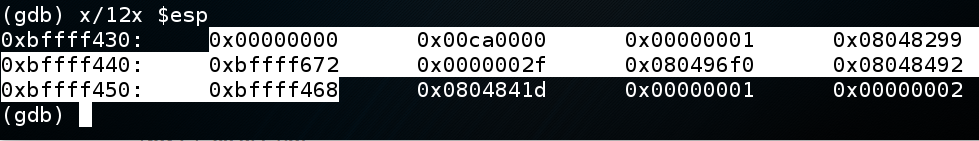 (gdb) x/12x $esp
0xbffff430: 0x00000000 0x00ca0000 0x00000001 0x08048299
0xbffff440: 0xbffff672 0x0000002f 0x080496f0 0x08048492
0xbffff450: 0xbffff468 0x0804841d 0x00000001 0x00000002
(gdb)